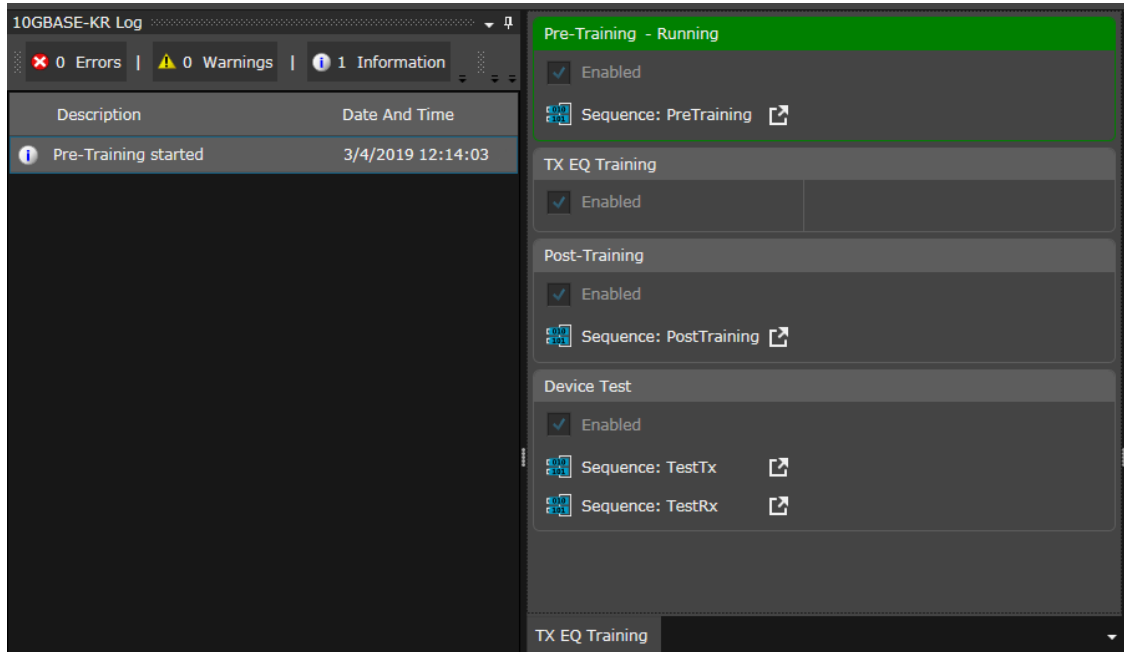 10GBASE-KR Log
0 Errors | 0 Warnings | 1 Information
Description Date And Time
Pre-Training started 3/4/2019 12:14:03
Pre-Training - Running
Enabled
Sequence: PreTraining
TX EQ Training
Enabled
Post-Training
Enabled
Sequence: PostTraining
Device Test
Enabled
Sequence: TestTx
Sequence: TestRx
TX EQ Training